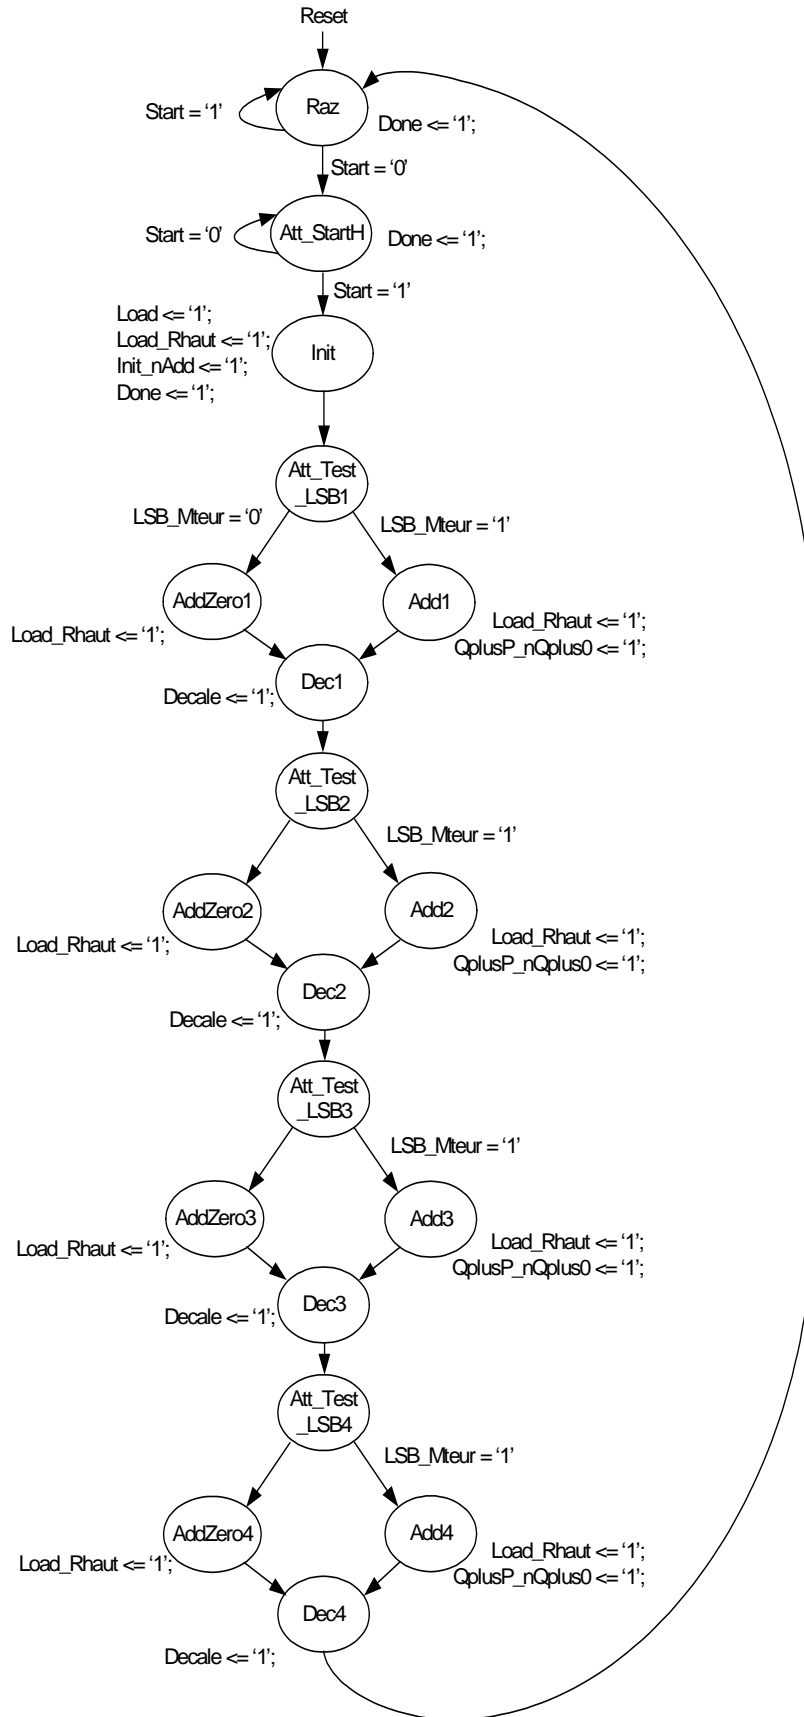 Reset
Raz
Start = ‘1’
Done <= ‘1’;
Start = ‘0’
Att_StartH
Start = ‘0’
Done <= ‘1’;
Start = ‘1’
Load <= ‘1’;
Load_Rhaut <= ‘1’;
Init_nAdd <= ‘1’;
Done <= ‘1’;
Init
Att_Test
_LSB1
LSB_Mteur = ‘0’
LSB_Mteur = ‘1’
AddZero1
Add1
Load_Rhaut <= ‘1’;
Load_Rhaut <= ‘1’;
QplusP_nQplus0 <= ‘1’;
Dec1
Decale <= ‘1’;
Att_Test
_LSB2
LSB_Mteur = ‘1’
AddZero2
Add2
Load_Rhaut <= ‘1’;
Load_Rhaut <= ‘1’;
QplusP_nQplus0 <= ‘1’;
Dec2
Decale <= ‘1’;
Att_Test
_LSB3
LSB_Mteur = ‘1’
AddZero3
Add3
Load_Rhaut <= ‘1’;
Load_Rhaut <= ‘1’;
QplusP_nQplus0 <= ‘1’;
Dec3
Decale <= ‘1’;
Att_Test
_LSB4
LSB_Mteur = ‘1’
AddZero4
Add4
Load_Rhaut <= ‘1’;
Load_Rhaut <= ‘1’;
QplusP_nQplus0 <= ‘1’;
Dec4
Decale <= ‘1’;